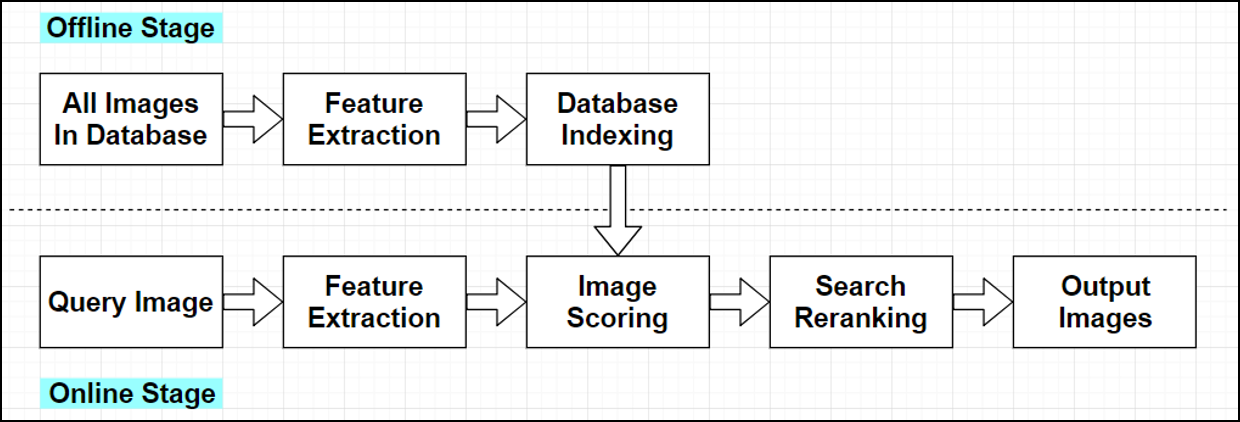 Offline Stage
All Images
In Database
Feature
Extraction
Database
Indexing
Query Image
Feature
Extraction
Image
Scoring
Search
Reranking
Output
Images
Online Stage